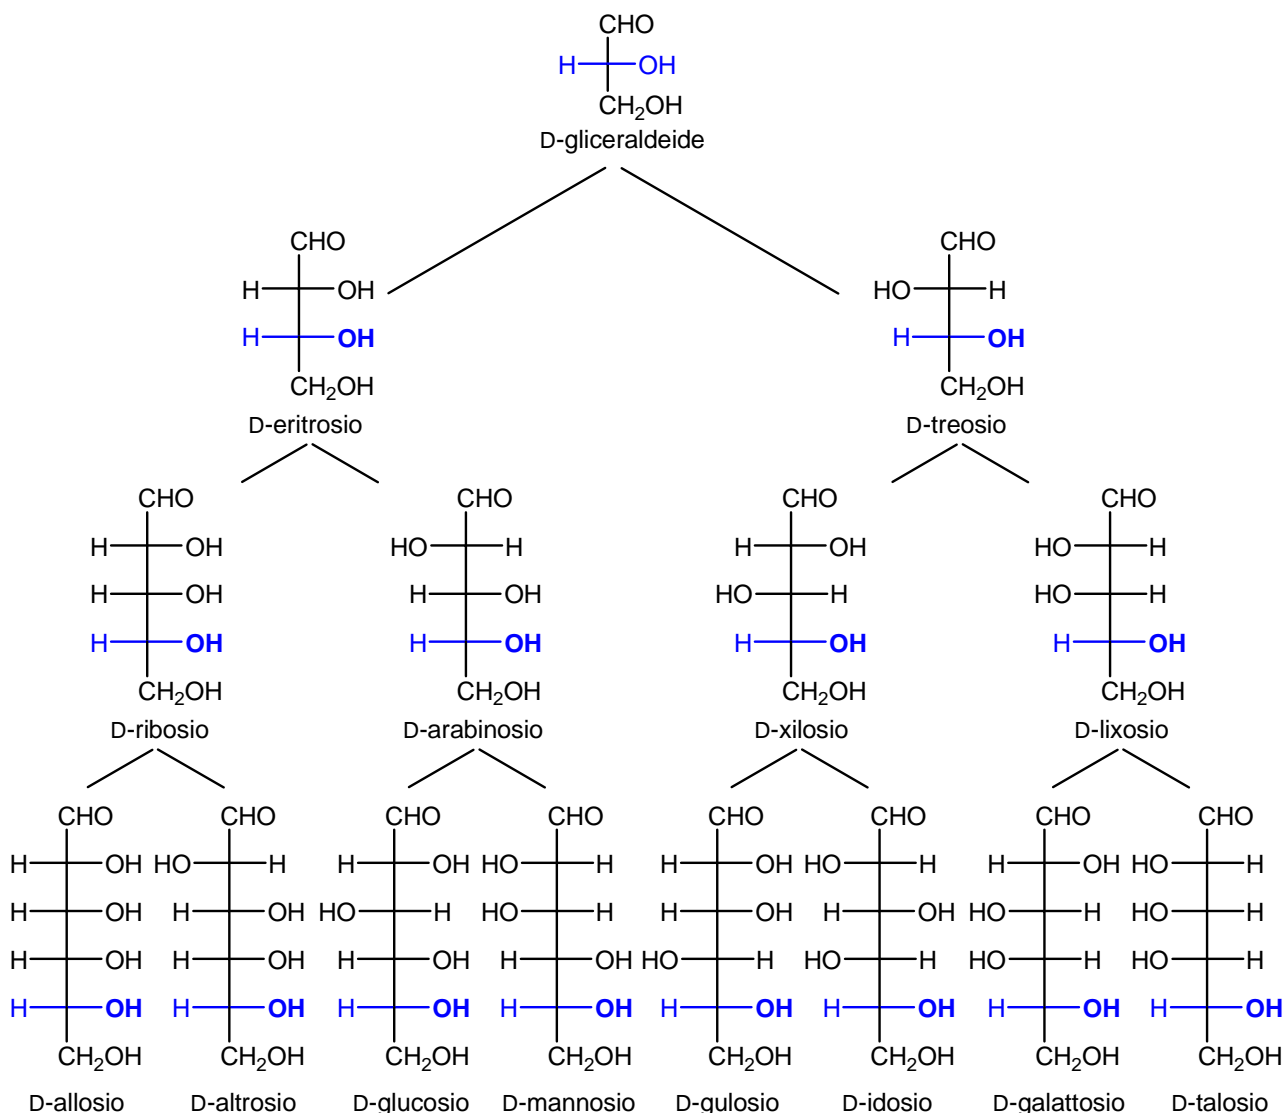 CHO
H OH
CH2OH
D-gliceraldeide
CHO CHO
H OH HO H
H OH H OH
CH2OH CH2OH
D-eritrosio D-treosio
CHO CHO CHO CHO
H OH HO H H OH HO H
H OH H OH HO H HO H
H OH H OH H OH H OH
CH2OH CH2OH CH2OH CH2OH
D-ribosio D-arabinosio D-xilosio D-lixosio
CHO CHO CHO CHO CHO CHO CHO CHO
H OH HO H H OH HO H H OH HO H H OH HO H
H OH H OH HO H HO H H OH H OH HO H HO H
H OH H OH H OH H OH HO H HO H HO H HO H
H OH H OH H OH H OH H OH H OH H OH H OH
CH2OH CH2OH CH2OH CH2OH CH2OH CH2OH CH2OH CH2OH
D-allosio D-altrosio D-glucosio D-mannosio D-gulosio D-idosio D-galattosio D-talosio